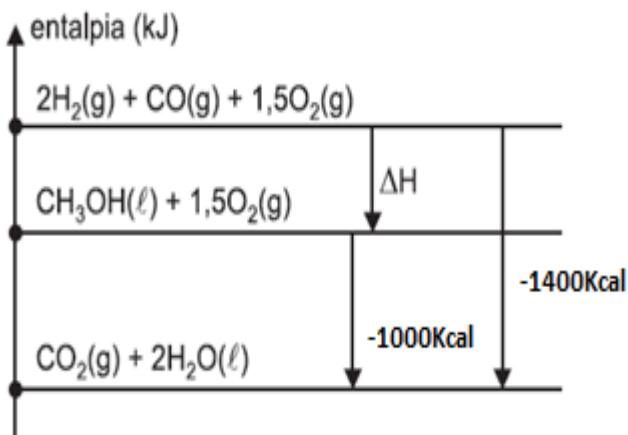 entalpia (kJ)
2H₂(g) + CO(g) + 1,5O₂(g)
ΔH
CH₃OH(ℓ) + 1,5O₂(g)
-1400Kcal
-1000Kcal
CO₂(g) + 2H₂O(ℓ)